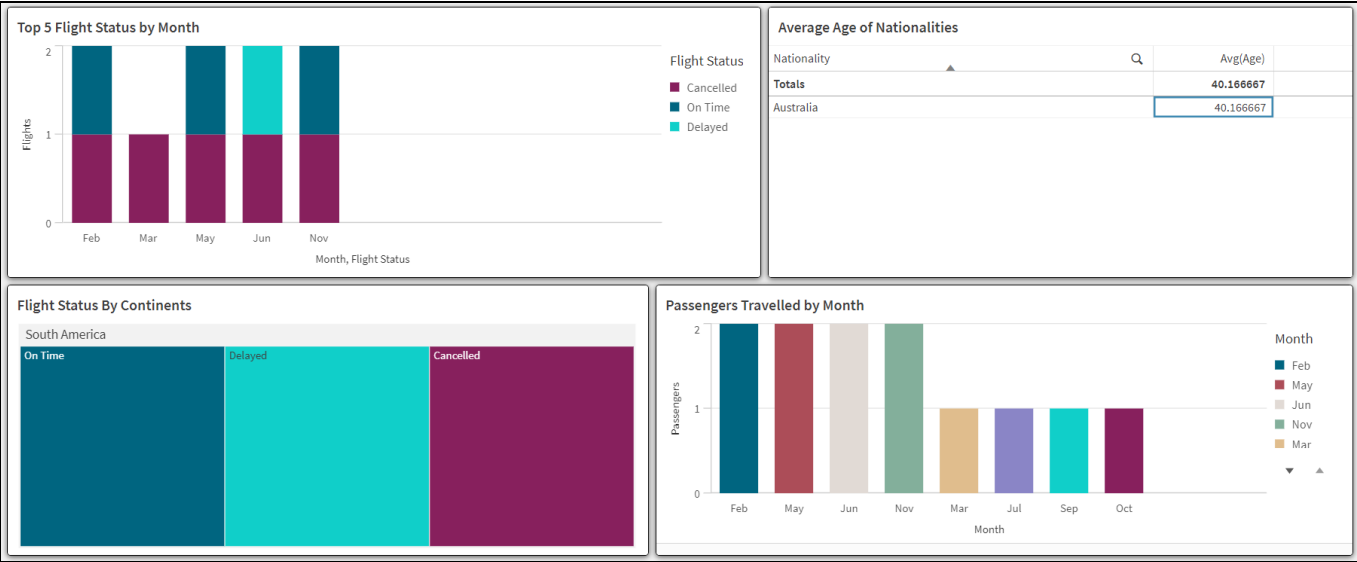 Top 5 Flight Status by Month
2
1
0
Flights
Feb Mar May Jun Nov
Month, Flight Status
Flight Status
Cancelled
On Time
Delayed
Average Age of Nationalities
Nationality Avg(Age)
Totals 40.166667
Australia 40.166667
Flight Status By Continents
South America
On Time Delayed Cancelled
Passengers Travelled by Month
2
1
0
Passengers
Feb May Jun Nov Mar Jul Sep Oct
Month
Month
Feb
May
Jun
Nov
Mar